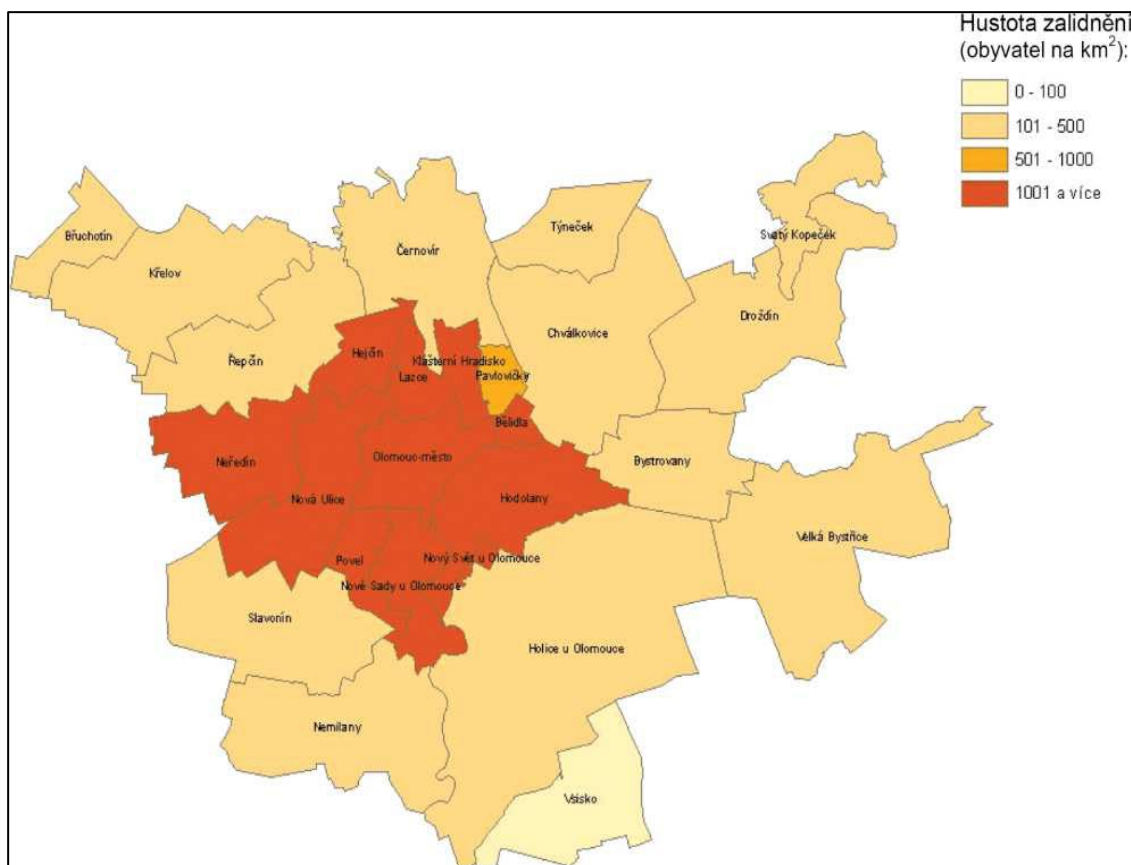 Hustota zalidnění
(obyvatel na km²):
0 - 100
101 - 500
501 - 1000
1001 a více
Břuchotín
Křelov
Černovír
Týneček
Svatý Kopeček
Droždín
Chválkovice
Řepčín
Hejčín
Klášterní Hradisko
Lazce
Pavlovičky
Bělidla
Neředín
Olomouc-město
Bystrovany
Nová Ulice
Hodolany
Velká Bystřice
Povel
Nový Svět u Olomouce
Nové Sady u Olomouce
Slavonín
Holice u Olomouce
Nemilany
Vsisko